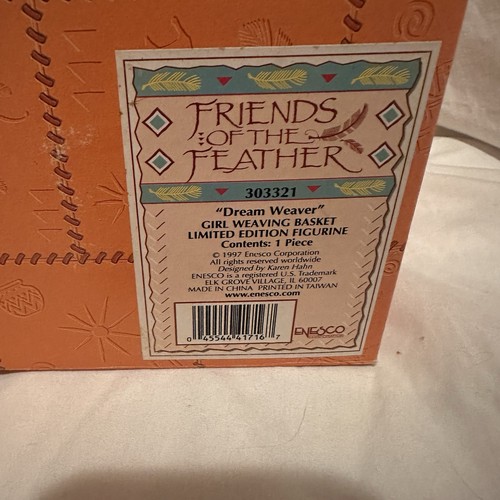 FRIENDS
OF THE
FEATHER
303321
"Dream Weaver"
GIRL WEAVING BASKET
LIMITED EDITION FIGURINE
Contents: 1 Piece
© 1997 Enesco Corporation
All rights reserved worldwide
Designed by Karen Hahn
ENESCO is a registered U.S. Trademark
ELK GROVE VILLAGE, IL 60007
MADE IN CHINA PRINTED IN TAIWAN
www.enesco.com
0 45544 41716 7
ENESCO